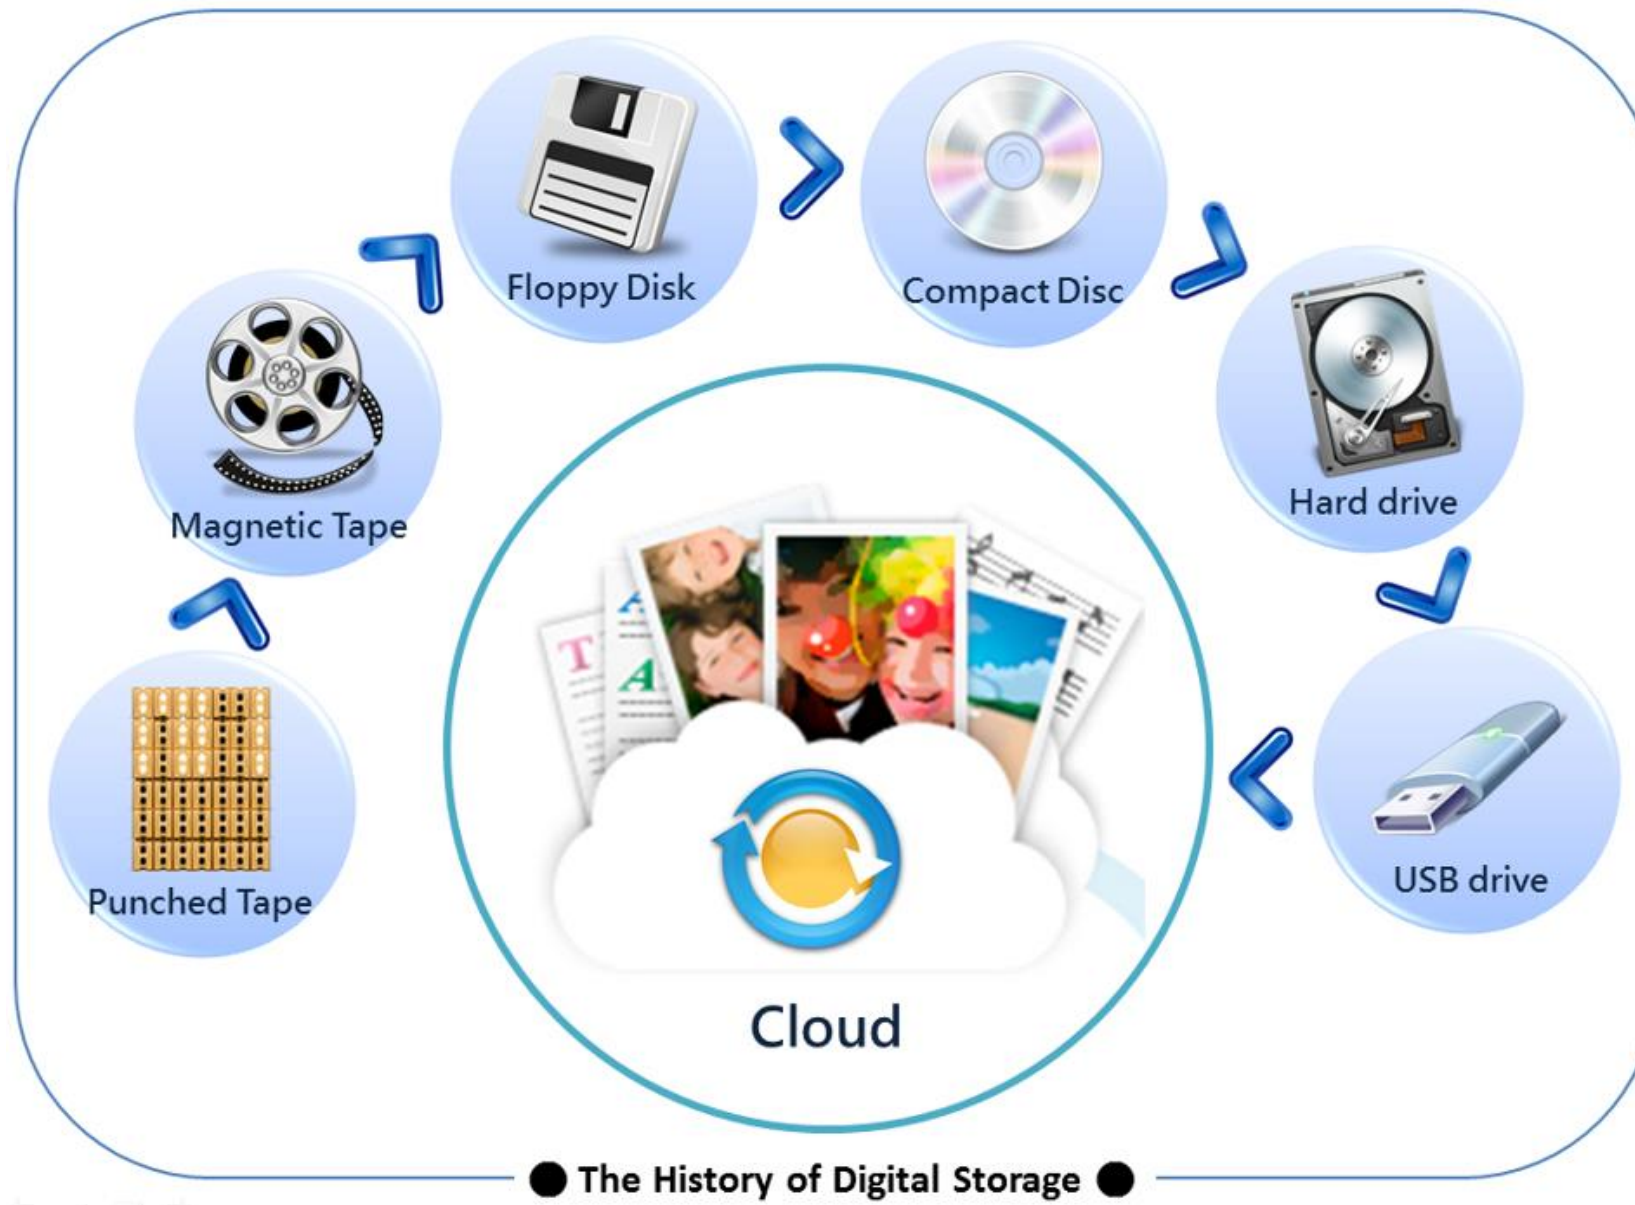 Floppy Disk
Compact Disc
Magnetic Tape
Hard drive
T
A
A
Punched Tape
USB drive
Cloud
The History of Digital Storage